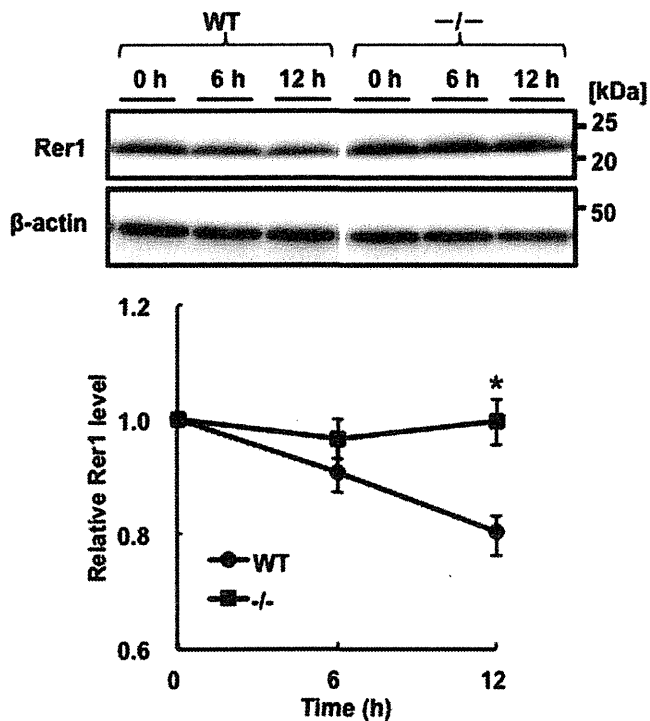 WT —/—
0 h 6 h 12 h 0 h 6 h 12 h [kDa]
Rer1 25
20
β-actin 50
1.2
1.0
0.8
0.6
Relative Rer1 level
*
WT
-/-
0 6 12
Time (h)